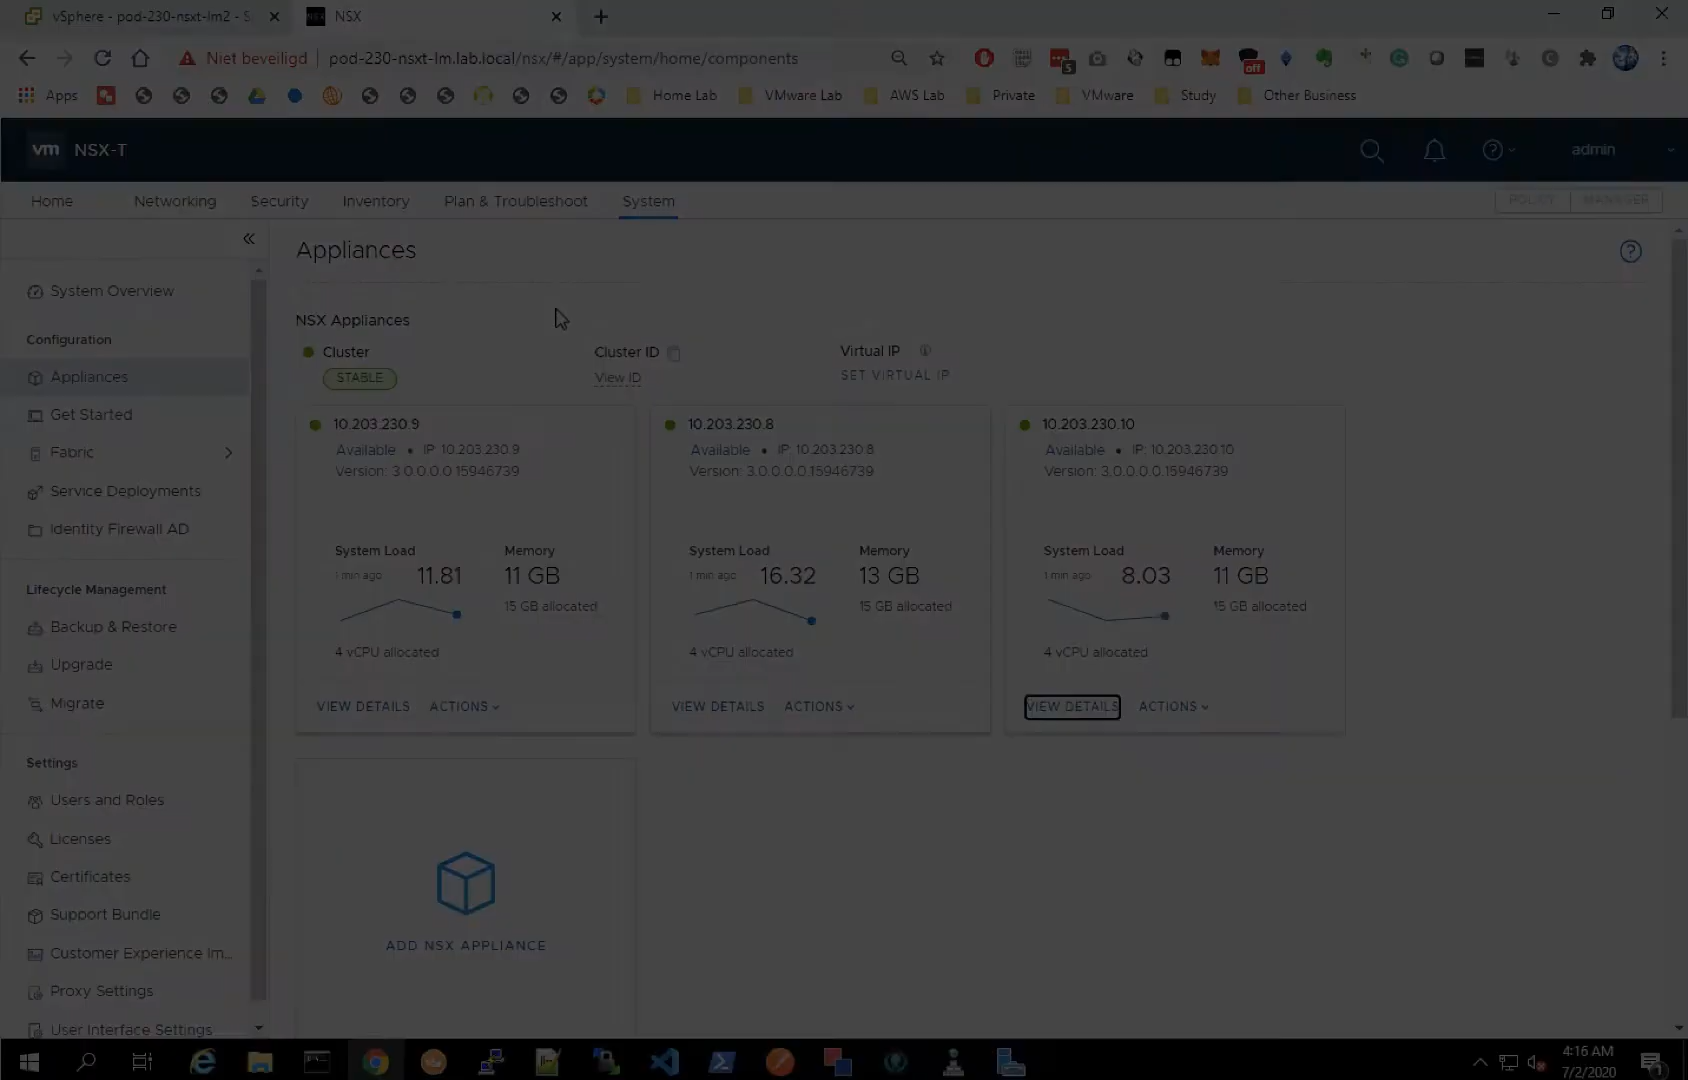 vSphere - pod-230-nsxt-lm2 - S
NSX
Niet beveiligd
pod-230-nsxt-lm.lab.local/nsx/#/app/system/home/components
5
off
Apps
Home Lab
VMware Lab
AWS Lab
Private
VMware
Study
Other Business
vm NSX-T
admin
Home
Networking
Security
Inventory
Plan & Troubleshoot
System
POLICY
MANAGER
Appliances
System Overview
Configuration
Appliances
Get Started
Fabric
Service Deployments
Identity Firewall AD
Lifecycle Management
Backup & Restore
Upgrade
Migrate
Settings
Users and Roles
Licenses
Certificates
Support Bundle
Customer Experience Im...
Proxy Settings
User Interface Settings
NSX Appliances
Cluster
STABLE
Cluster ID
View ID
Virtual IP
SET VIRTUAL IP
10.203.230.9
Available • IP: 10.203.230.9
Version: 3.0.0.0.0.15946739
System Load
1 min ago 11.81
Memory
11 GB
15 GB allocated
4 vCPU allocated
VIEW DETAILS
ACTIONS
10.203.230.8
Available • IP: 10.203.230.8
Version: 3.0.0.0.0.15946739
System Load
1 min ago 16.32
Memory
13 GB
15 GB allocated
4 vCPU allocated
VIEW DETAILS
ACTIONS
10.203.230.10
Available • IP: 10.203.230.10
Version: 3.0.0.0.0.15946739
System Load
1 min ago 8.03
Memory
11 GB
15 GB allocated
4 vCPU allocated
VIEW DETAILS
ACTIONS
ADD NSX APPLIANCE
4:16 AM
7/2/2020
1